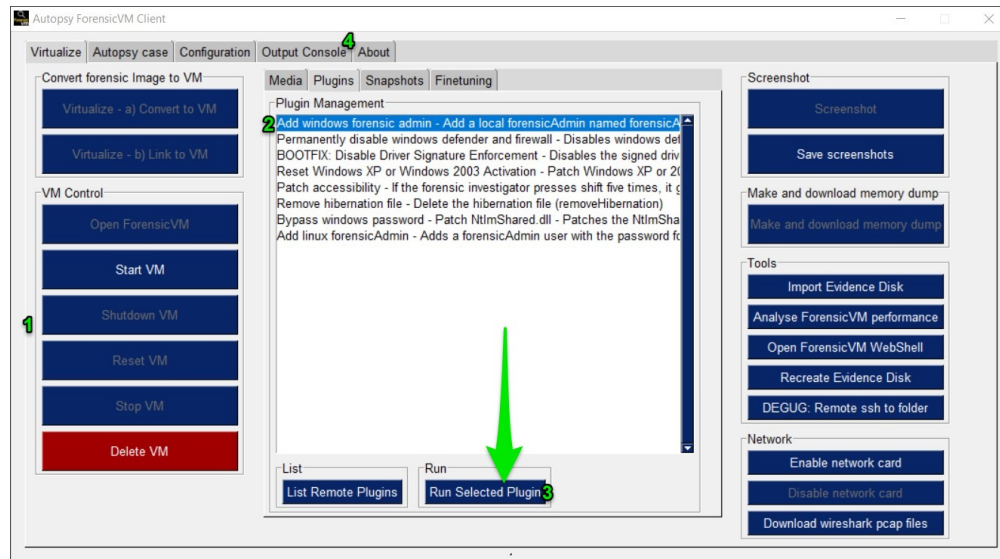 Autopsy ForensicVM Client
Virtualize Autopsy case Configuration Output Console About
4
Convert forensic Image to VM
Virtualize - a) Convert to VM
Virtualize - b) Link to VM
VM Control
Open ForensicVM
Start VM
1
Shutdown VM
Reset VM
Stop VM
Delete VM
Media Plugins Snapshots Finetuning
Plugin Management
2
Add windows forensic admin - Add a local forensicAdmin named forensicA
Permanently disable windows defender and firewall - Disables windows def
BOOTFIX: Disable Driver Signature Enforcement - Disables the signed driv
Reset Windows XP or Windows 2003 Activation - Patch Windows XP or 20
Patch accessibility - If the forensic investigator presses shift five times, it g
Remove hibernation file - Delete the hibernation file (removeHibernation)
Bypass windows password - Patch NtlmShared.dll - Patches the NtlmSha
Add linux forensicAdmin - Adds a forensicAdmin user with the password fo
List
List Remote Plugins
Run
Run Selected Plugin
3
Screenshot
Screenshot
Save screenshots
Make and download memory dump
Make and download memory dump
Tools
Import Evidence Disk
Analyse ForensicVM performance
Open ForensicVM WebShell
Recreate Evidence Disk
DEGUG: Remote ssh to folder
Network
Enable network card
Disable network card
Download wireshark pcap files